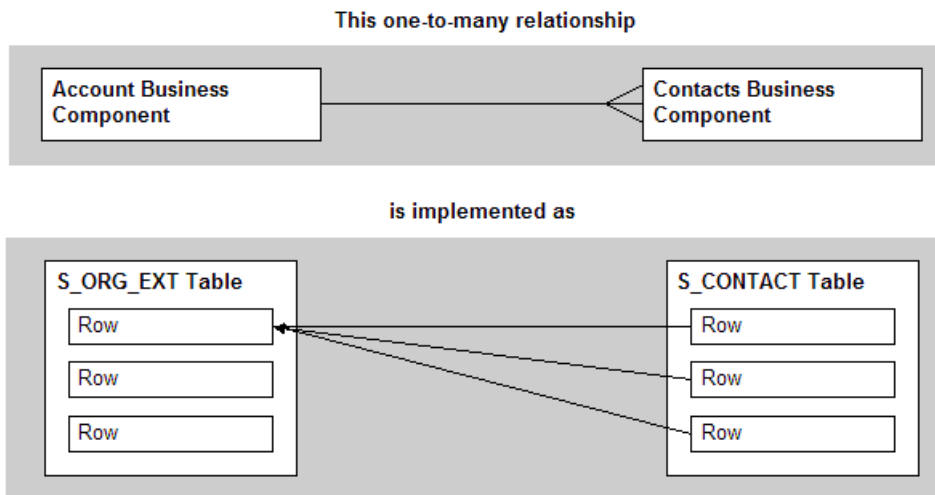 This one-to-many relationship
Account Business
Component
Contacts Business
Component
is implemented as
S_ORG_EXT Table
Row
Row
Row
S_CONTACT Table
Row
Row
Row